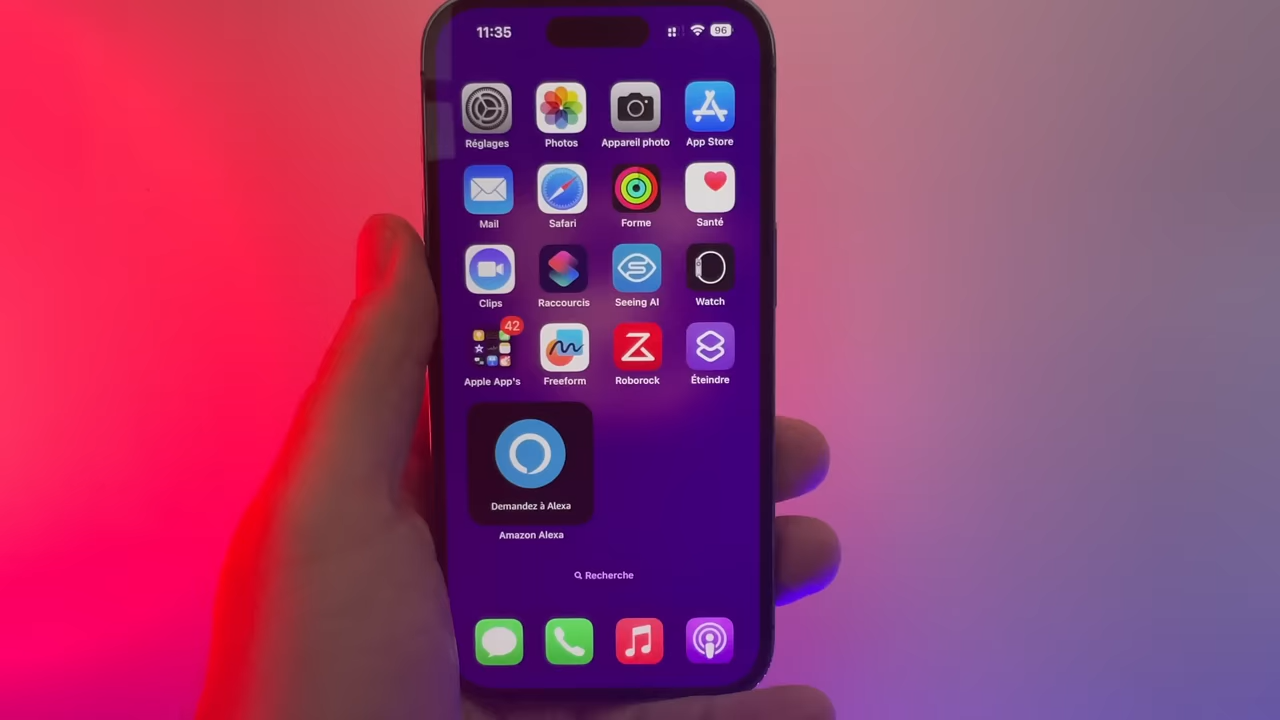 11:35
96
Réglages
Photos
Appareil photo
App Store
Mail
Safari
Forme
Santé
Clips
Raccourcis
Seeing AI
Watch
42
Apple App's
Freeform
Roborock
Éteindre
Demandez à Alexa
Amazon Alexa
Recherche